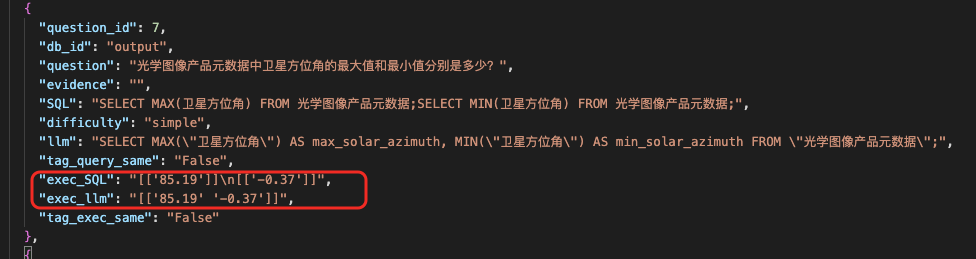 {
"question_id": 7,
"db_id": "output",
"question": "光学图像产品元数据中卫星方位角的最大值和最小值分别是多少？",
"evidence": "",
"SQL": "SELECT MAX(卫星方位角) FROM 光学图像产品元数据;SELECT MIN(卫星方位角) FROM 光学图像产品元数据;",
"difficulty": "simple",
"llm": "SELECT MAX(\"卫星方位角\") AS max_solar_azimuth, MIN(\"卫星方位角\") AS min_solar_azimuth FROM \"光学图像产品元数据\";",
"tag_query_same": "False",
"exec_SQL": "[['85.19']]\n[['-0.37']]",
"exec_llm": "[['85.19' '-0.37']]",
"tag_exec_same": "False"
},
{